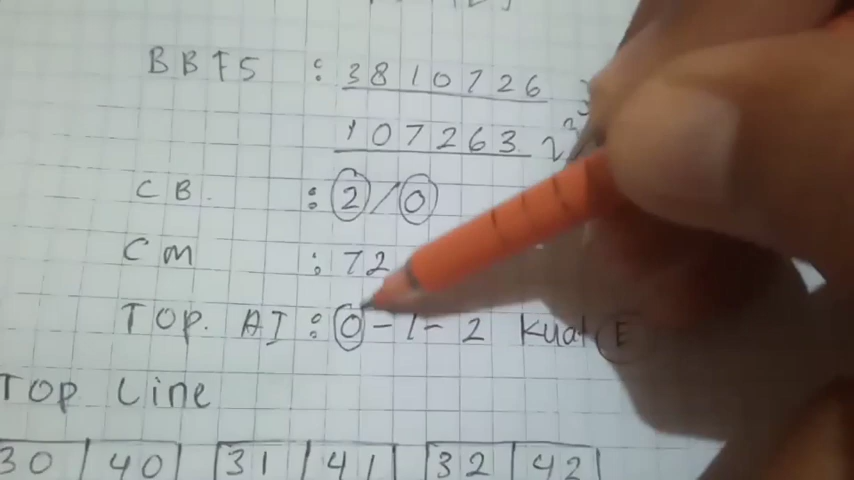 BBFS : 3810726
107263
CB. : 2/0
CM : 72
TOP. AI : 0-1-2 Kuat E
TOP Line
30 | 40 | 31 | 41 | 32 | 42